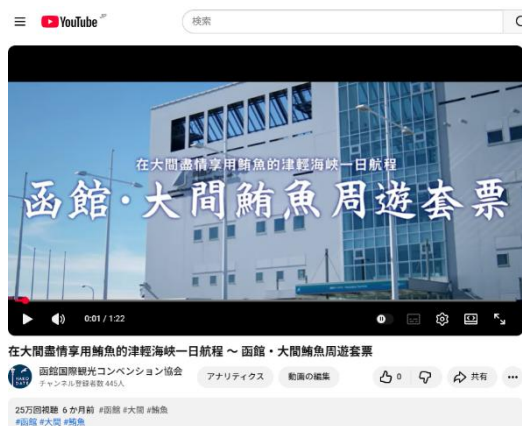 YouTube JP
検索
在大間盡情享用鮪魚的津輕海峽一日航程
函館·大間鮪魚周遊套票
0:01 / 1:22
在大間盡情享用鮪魚的津輕海峽一日航程 ~ 函館・大間鮪魚周遊套票
函館国際観光コンベンション協会
チャンネル登録者数 445人
アナリティクス
動画の編集
0
共有
25万回視聴 6 か月前 #函館 #大間 #鮪魚
#函館 #大間 #鮪魚